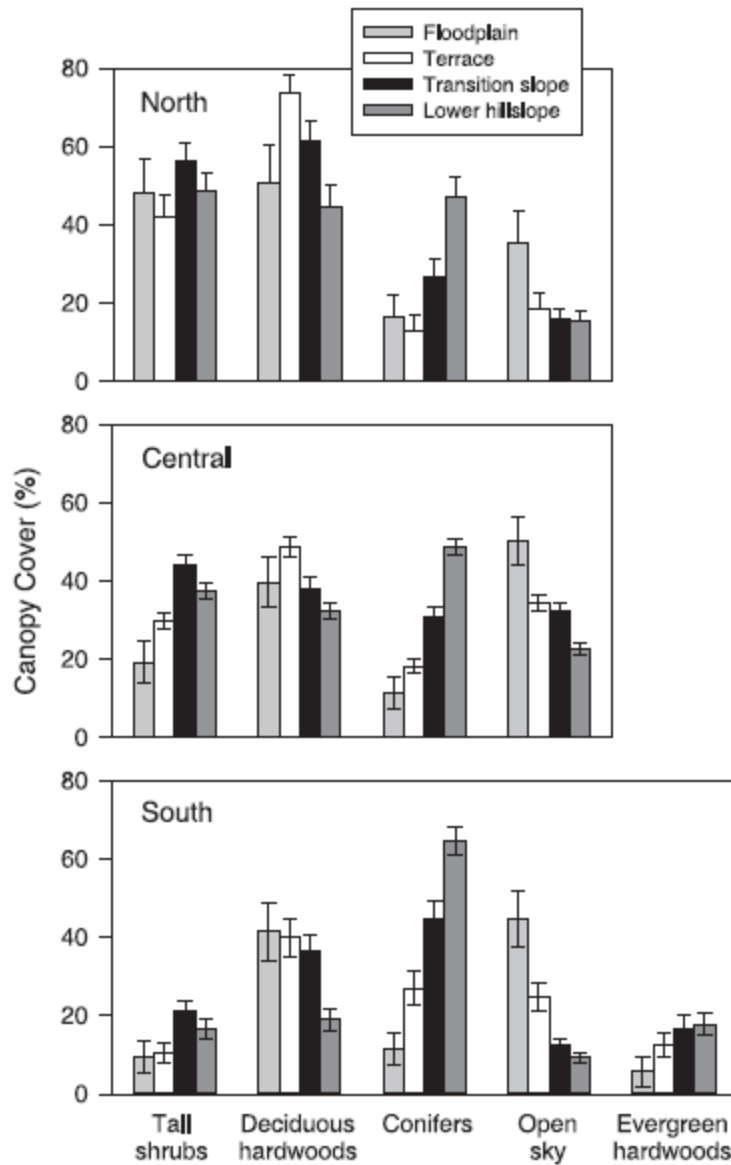 Floodplain
Terrace
Transition slope
Lower hillslope
80
North
60
40
20
0
80
Central
60
40
20
0
Canopy Cover (%)
80
South
60
40
20
0
Tall shrubs
Deciduous hardwoods
Conifers
Open sky
Evergreen hardwoods